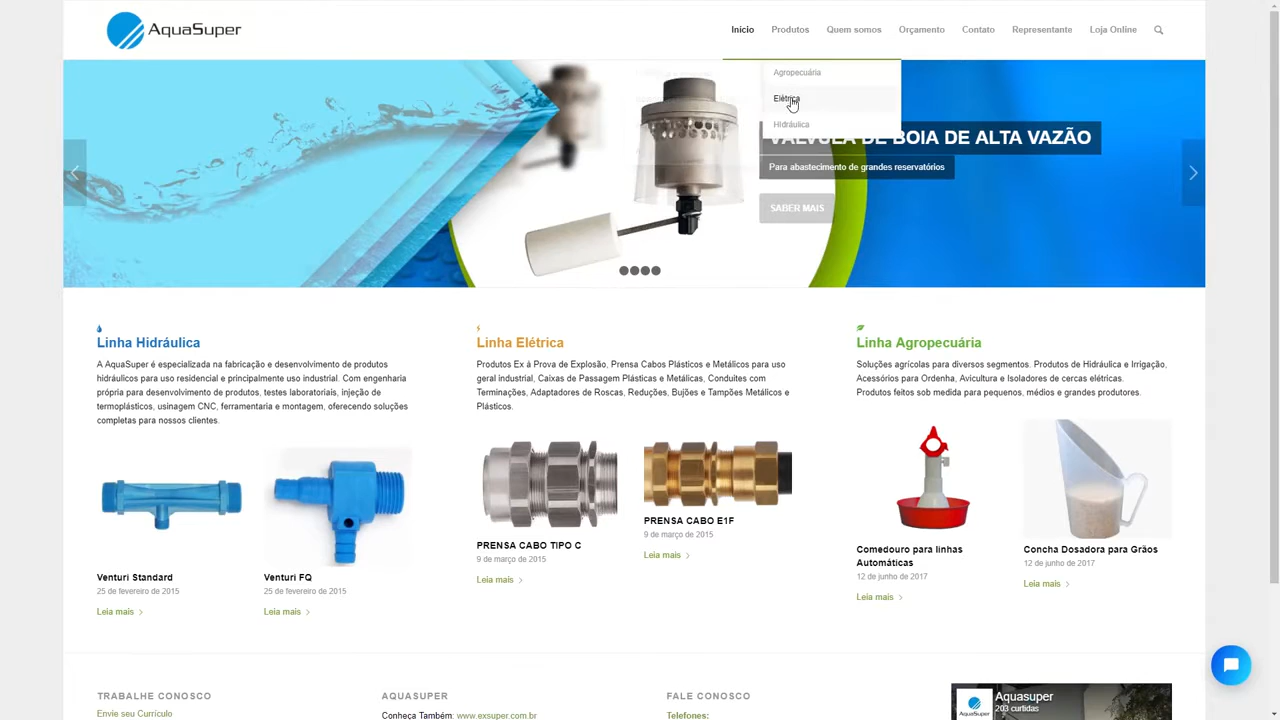 AquaSuper
Início Produtos Quem somos Orçamento Contato Representante Loja Online
Agropecuária
Elétrica
Hidráulica
VÁLVULA DE BOIA DE ALTA VAZÃO
Para abastecimento de grandes reservatórios
SABER MAIS
Linha Hidráulica
A AquaSuper é especializada na fabricação e desenvolvimento de produtos
hidráulicos para uso residencial e principalmente uso industrial. Com engenharia
própria para desenvolvimento de produtos, testes laboratoriais, injeção de
termoplásticos, usinagem CNC, ferramentaria e montagem, oferecendo soluções
completas para nossos clientes.
Venturi Standard
25 de fevereiro de 2015
Leia mais
Venturi FQ
25 de fevereiro de 2015
Leia mais
Linha Elétrica
Produtos Ex à Prova de Explosão, Prensa Cabos Plásticos e Metálicos para uso
geral industrial, Caixas de Passagem Plásticas e Metálicas, Conduites com
Terminações, Adaptadores de Roscas, Reduções, Bujões e Tampões Metálicos e
Plásticos.
PRENSA CABO TIPO C
9 de março de 2015
Leia mais
PRENSA CABO E1F
9 de março de 2015
Leia mais
Linha Agropecuária
Soluções agrícolas para diversos segmentos. Produtos de Hidráulica e Irrigação,
Acessórios para Ordenha, Avicultura e Isoladores de cercas elétricas.
Produtos feitos sob medida para pequenos, médios e grandes produtores.
Comedouro para linhas
Automáticas
12 de junho de 2017
Leia mais
Concha Dosadora para Grãos
12 de junho de 2017
Leia mais
TRABALHE CONOSCO
Envie seu Currículo
AQUASUPER
Conheça Também: www.exsuper.com.br
FALE CONOSCO
Telefones:
AquaSuper
Aquasuper
203 curtidas